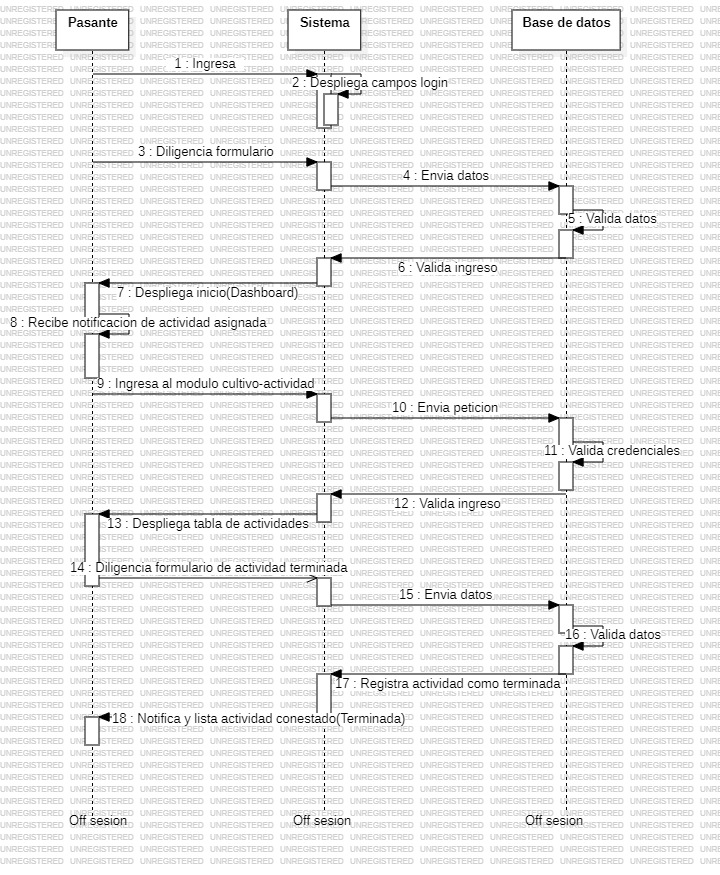 Pasante
Sistema
Base de datos
1 : Ingresa
2 : Despliega campos login
3 : Diligencia formulario
4 : Envia datos
5 : Valida datos
6 : Valida ingreso
7 : Despliega inicio(Dashboard)
8 : Recibe notificacion de actividad asignada
9 : Ingresa al modulo cultivo-actividad
10 : Envia peticion
11 : Valida credenciales
12 : Valida ingreso
13 : Despliega tabla de actividades
14 : Diligencia formulario de actividad terminada
15 : Envia datos
16 : Valida datos
17 : Registra actividad como terminada
18 : Notifica y lista actividad conestado(Terminada)
Off sesion
Off sesion
Off sesion
UNREGISTERED